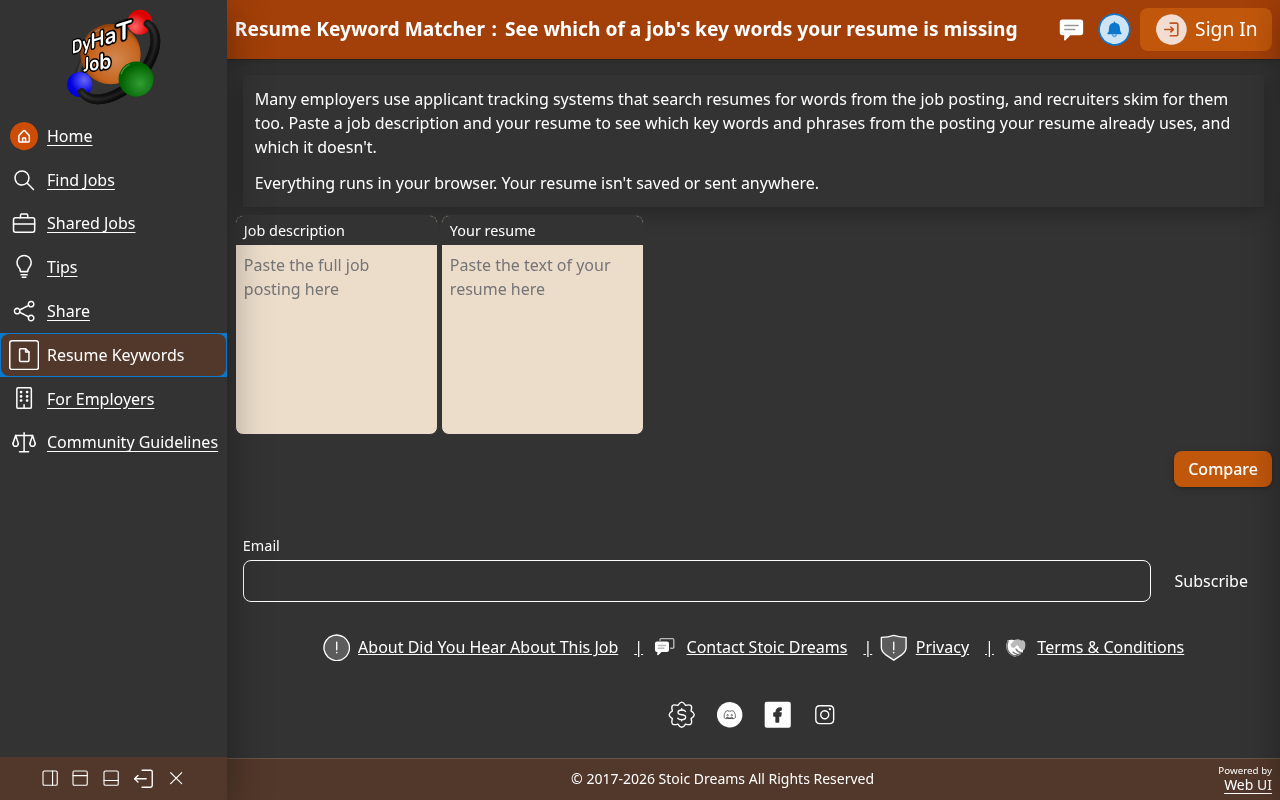 DyHaT
Job
Resume Keyword Matcher : See which of a job's key words your resume is missing
Sign In
Home
Find Jobs
Shared Jobs
Tips
Share
Resume Keywords
For Employers
Community Guidelines
Many employers use applicant tracking systems that search resumes for words from the job posting, and recruiters skim for them
too. Paste a job description and your resume to see which key words and phrases from the posting your resume already uses, and
which it doesn't.
Everything runs in your browser. Your resume isn't saved or sent anywhere.
Job description
Paste the full job
posting here
Your resume
Paste the text of your
resume here
Compare
Email
Subscribe
About Did You Hear About This Job | Contact Stoic Dreams | Privacy | Terms & Conditions
© 2017-2026 Stoic Dreams All Rights Reserved
Powered by
Web UI